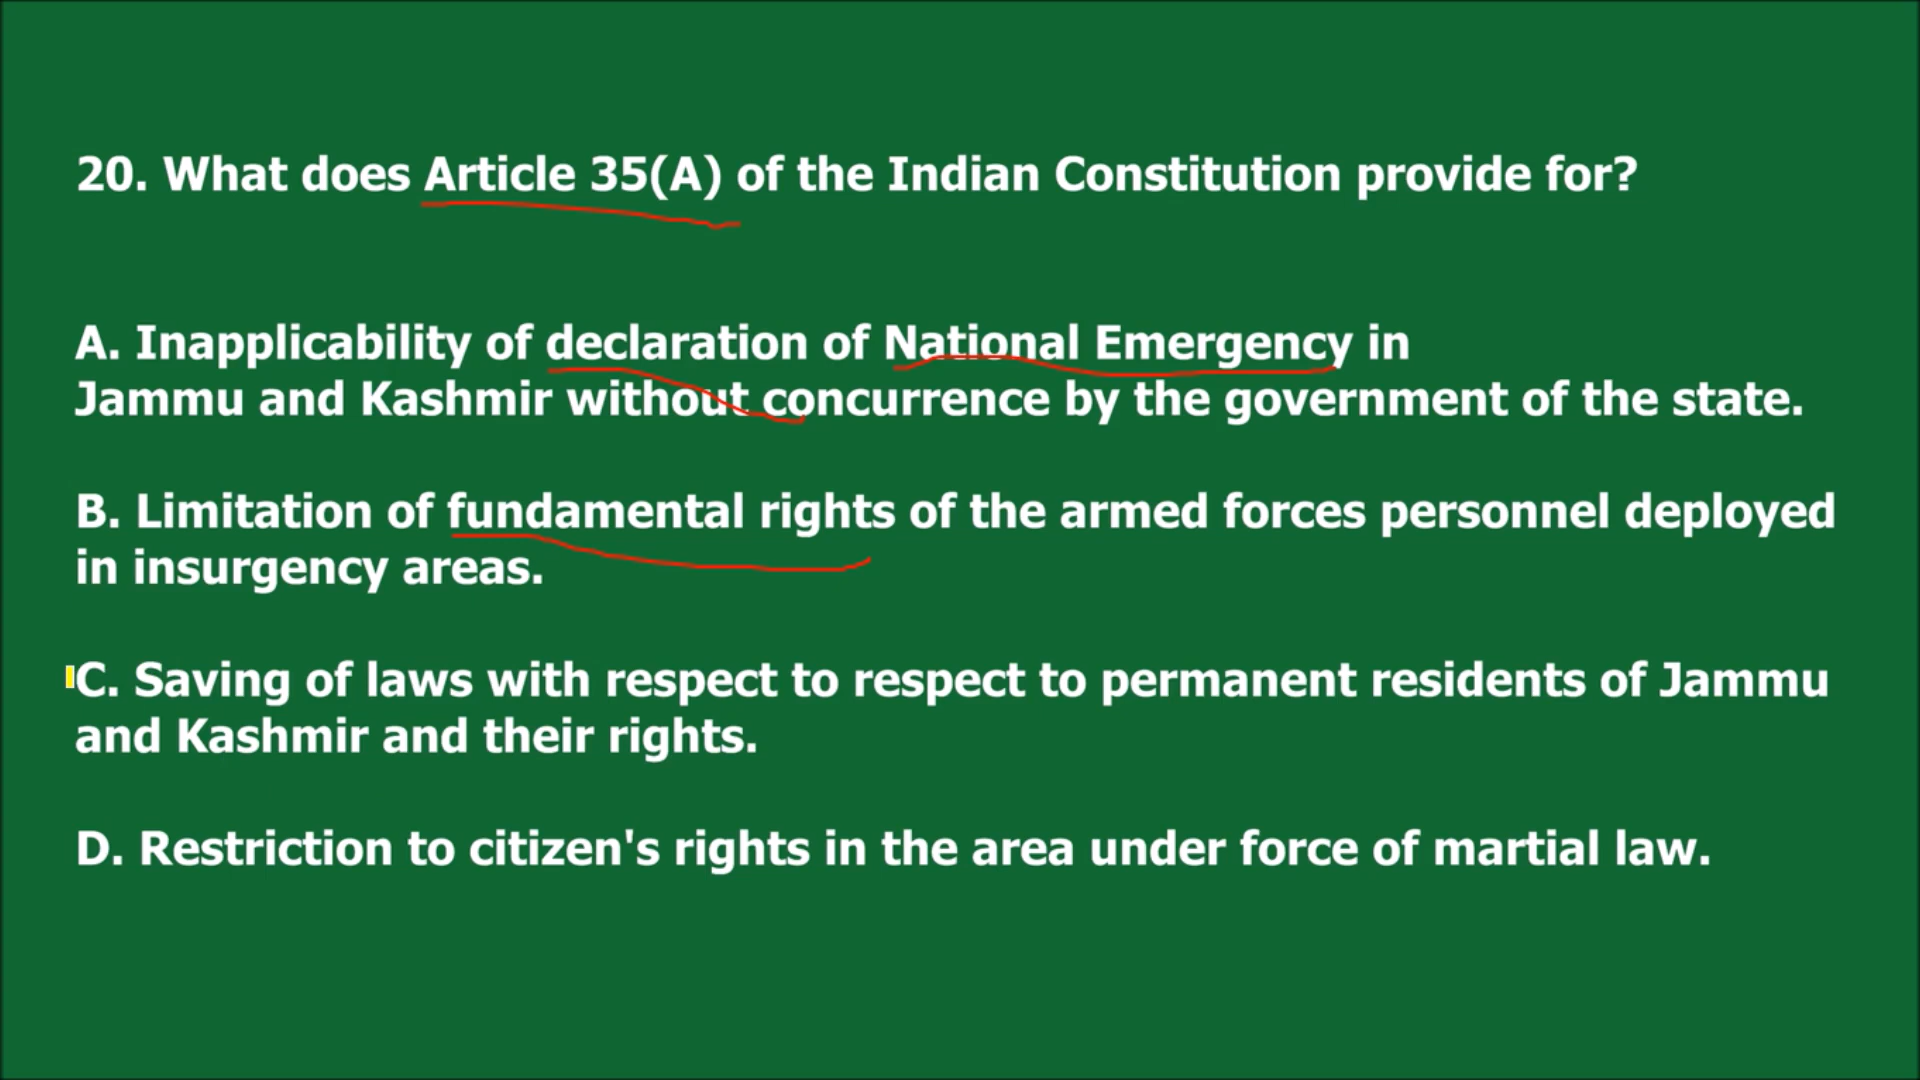 20. What does Article 35(A) of the Indian Constitution provide for?
A. Inapplicability of declaration of National Emergency in
Jammu and Kashmir without concurrence by the government of the state.
B. Limitation of fundamental rights of the armed forces personnel deployed
in insurgency areas.
C. Saving of laws with respect to respect to permanent residents of Jammu
and Kashmir and their rights.
D. Restriction to citizen's rights in the area under force of martial law.